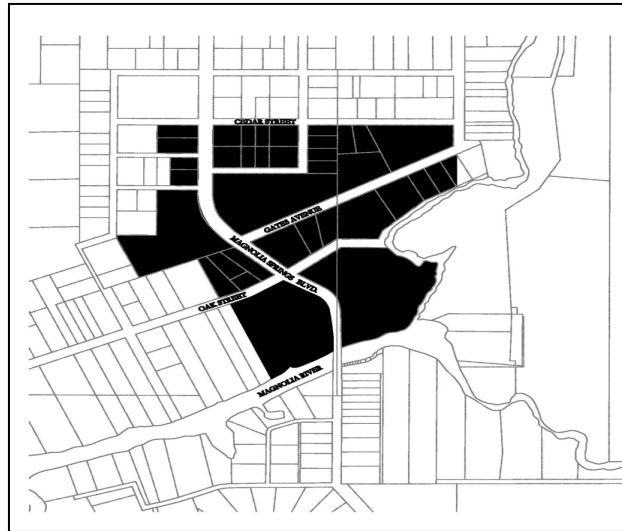 CEDAR STREET
GATES AVENUE
MAGNOLIA SPRINGS BLVD.
OAK STREET
MAGNOLIA RIVER